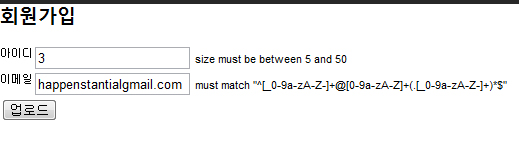 회원가입
아이디 3 size must be between 5 and 50
이메일 happenstantialgmail.com must match "^[_0-9a-zA-Z-]+@[0-9a-zA-Z]+(.[_0-9a-zA-Z-]+)*$"
업로드